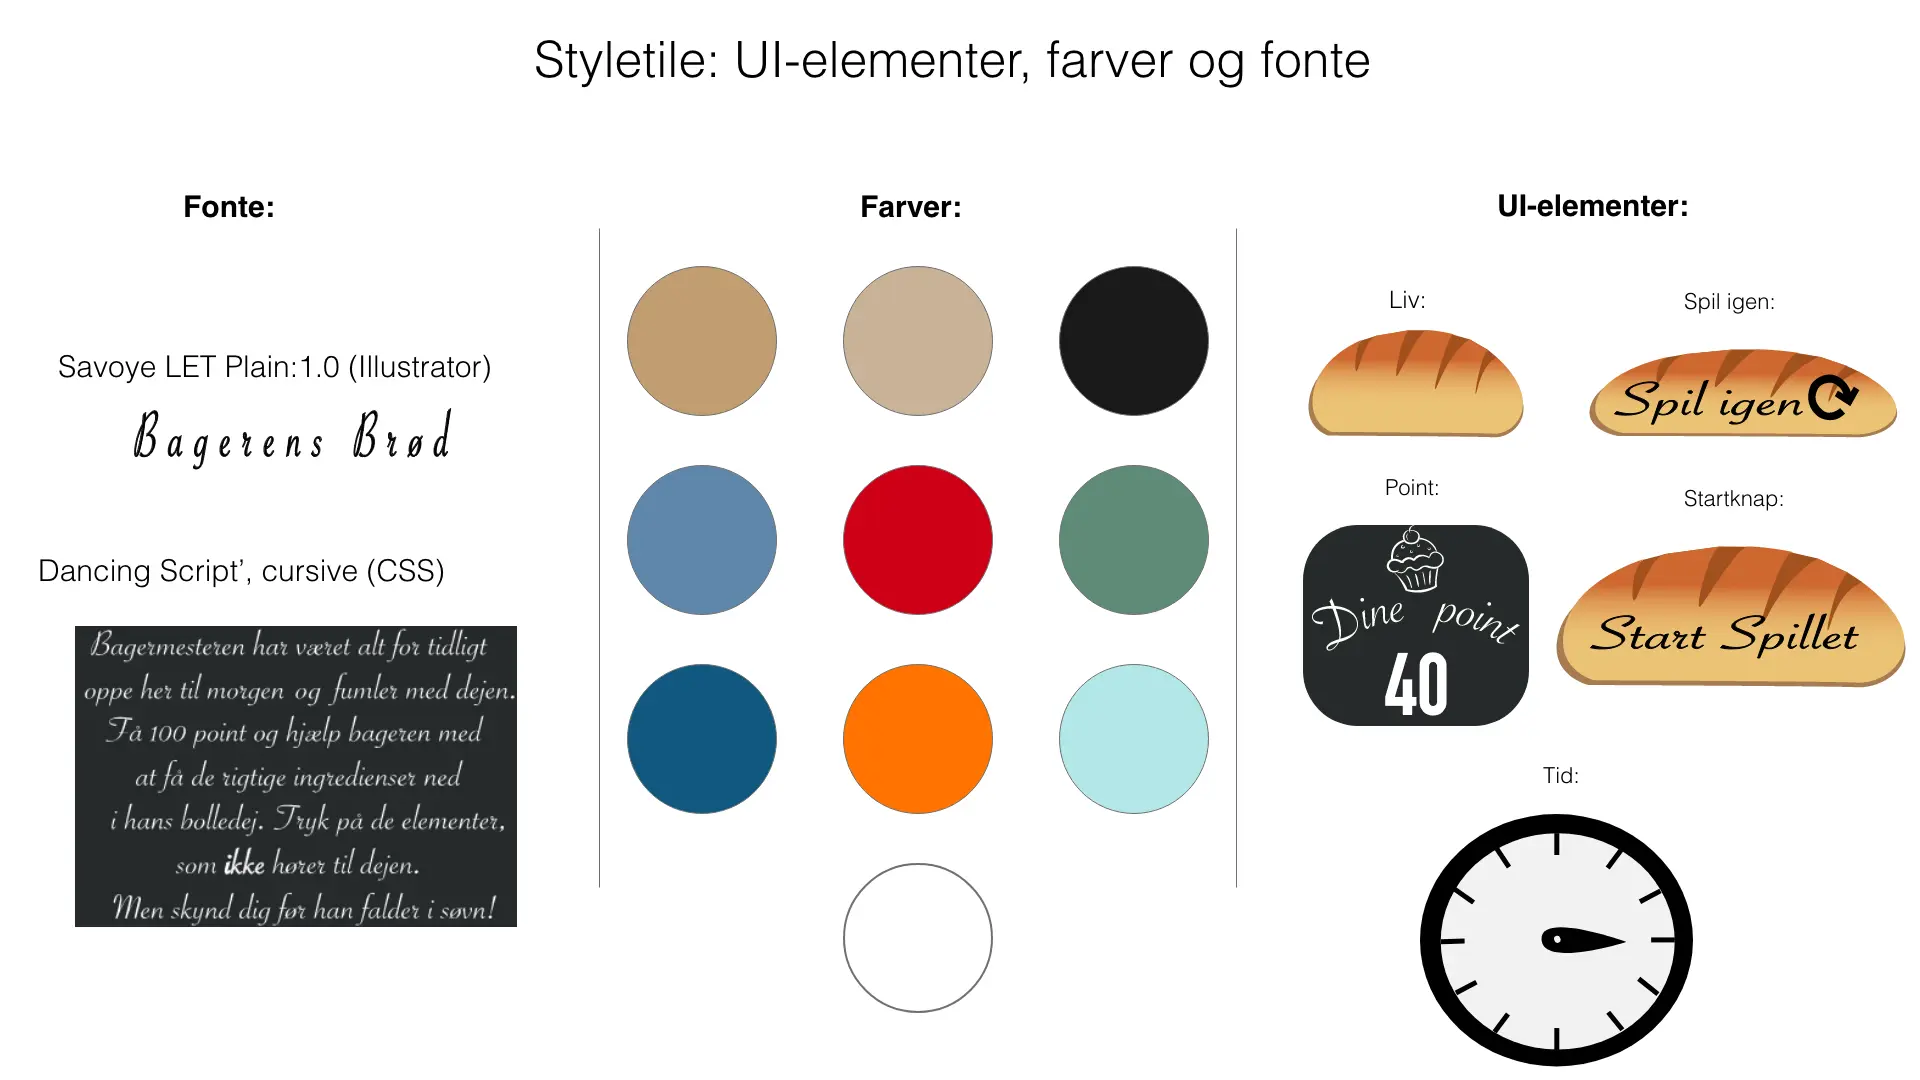 Styletile: UI-elementer, farver og fonte
Fonte:
Savoye LET Plain:1.0 (Illustrator)
Bagerens Brød
Dancing Script’, cursive (CSS)
Bagermesteren har været alt for tidligt
oppe her til morgen og fumler med dejen.
Få 100 point og hjælp bageren med
at få de rigtige ingredienser ned
i hans bolledej. Tryk på de elementer,
som ikke hører til dejen.
Men skynd dig før han falder i søvn!
Farver:
UI-elementer:
Liv:
Spil igen:
Spil igen
Point:
Dine point
40
Startknap:
Start Spillet
Tid: